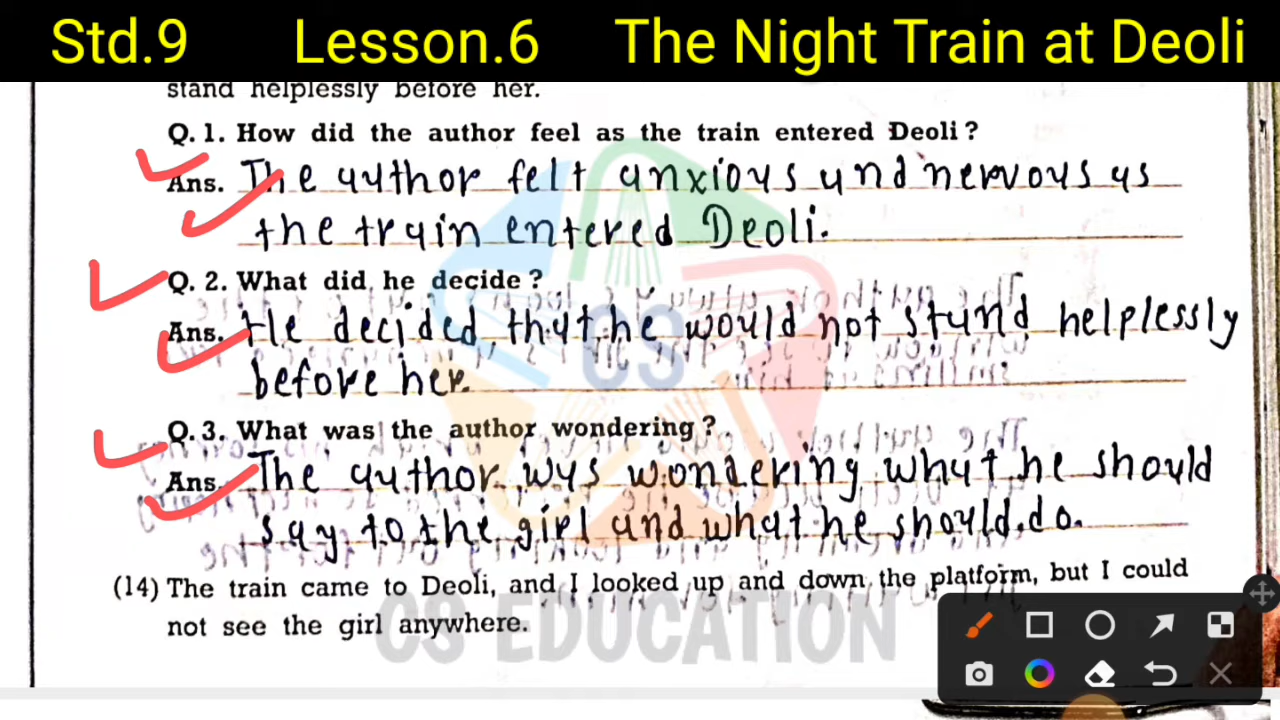 Std.9 Lesson.6 The Night Train at Deoli
stand helplessly before her.
Q. 1. How did the author feel as the train entered Deoli?
Ans. The author felt anxious and nervous as
the train entered Deoli.
Q. 2. What did he decide?
Ans. He decided that he would not stand helplessly
before her.
Q. 3. What was the author wondering?
Ans. The author was wondering what he should
say to the girl and what he should do.
(14) The train came to Deoli, and I looked up and down the platform, but I could
not see the girl anywhere.
CS
CS EDUCATION